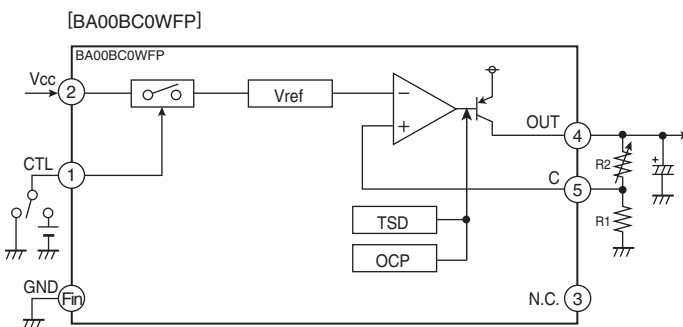 [BA00BC0WFP]
BA00BC0WFP
Vcc
2
Vref
−
+
OUT
4
R2
+
CTL
1
C
5
R1
TSD
OCP
GND
Fin
N.C.
3